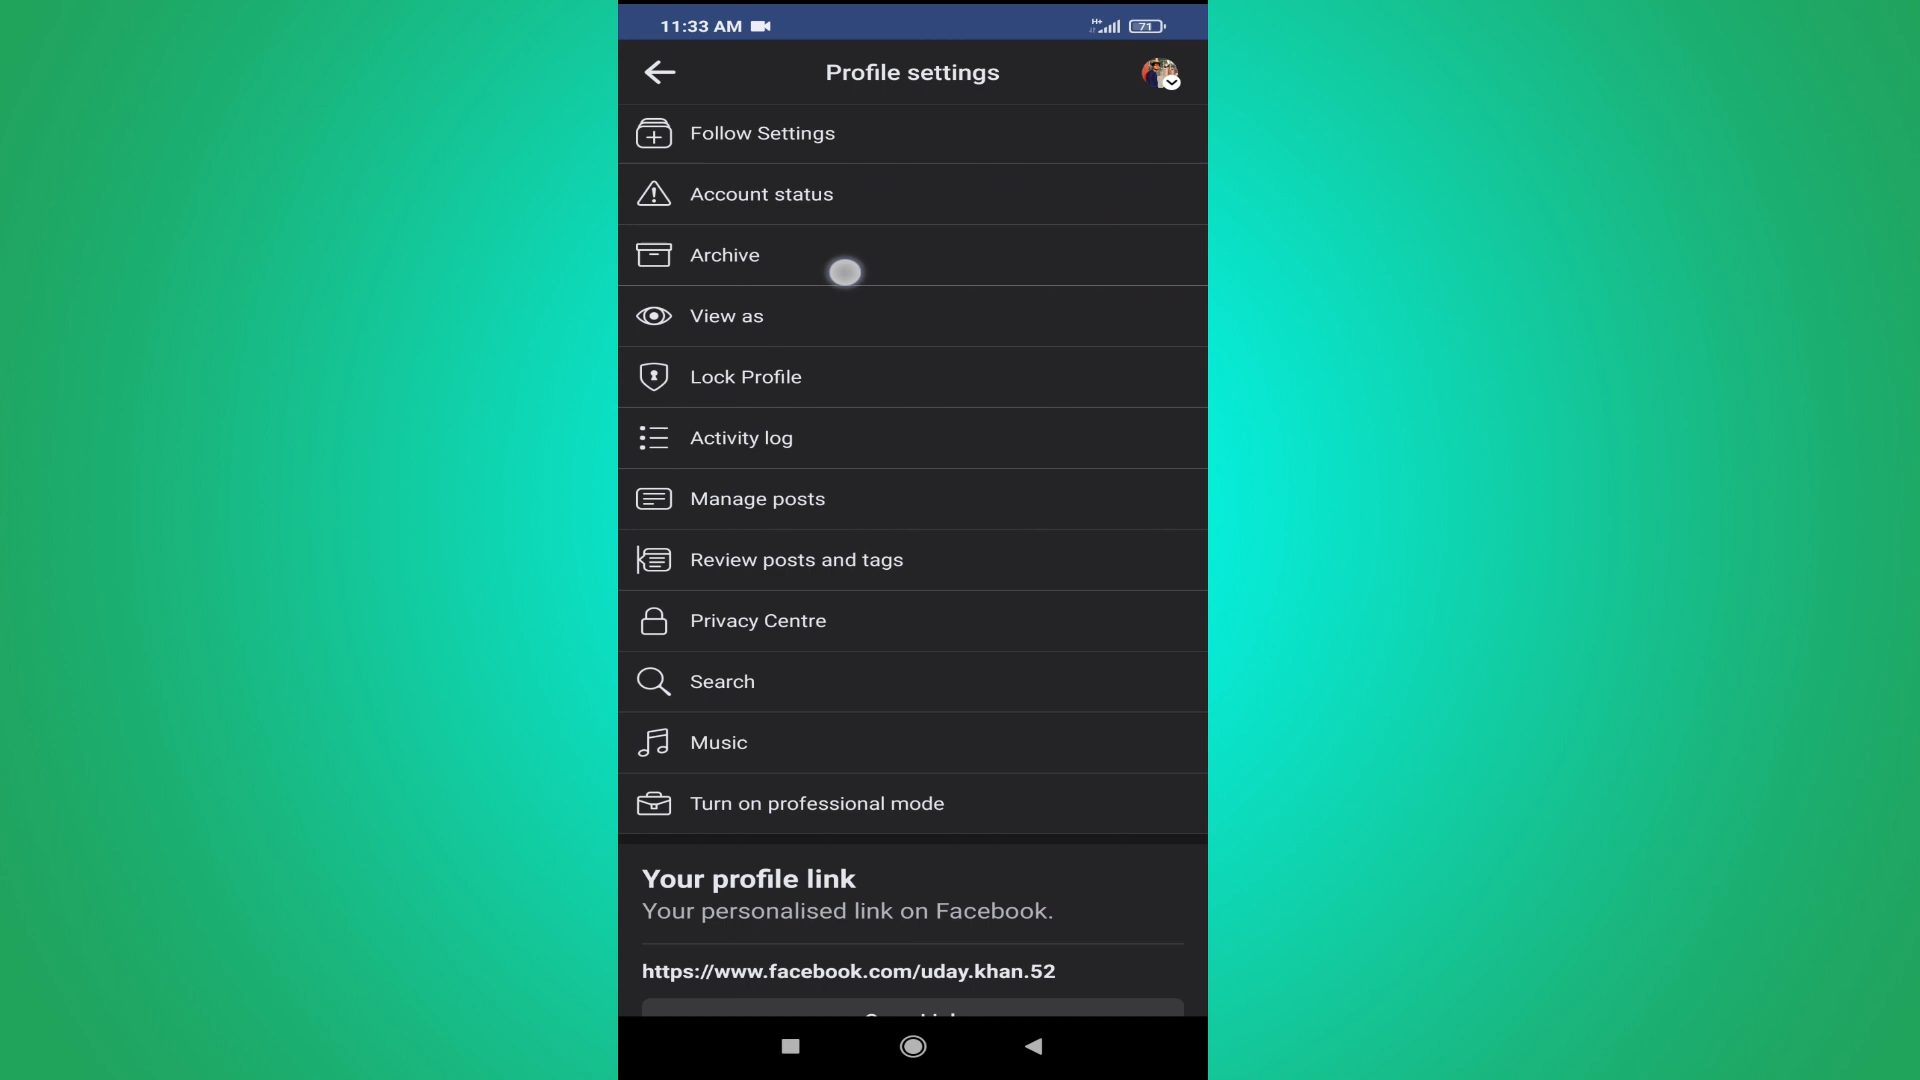 11:33 AM
H+
71
Profile settings
Follow Settings
Account status
Archive
View as
Lock Profile
Activity log
Manage posts
Review posts and tags
Privacy Centre
Search
Music
Turn on professional mode
Your profile link
Your personalised link on Facebook.
https://www.facebook.com/uday.khan.52